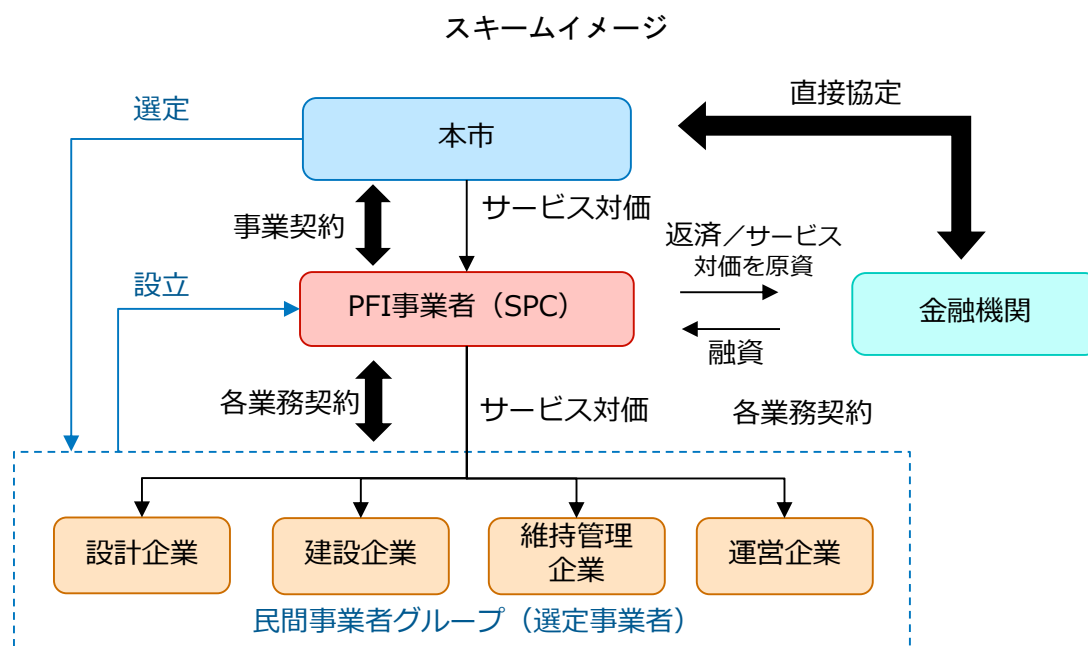 スキームイメージ
直接協定
選定
本市
サービス対価
事業契約
返済／サービス
対価を原資
設立
PFI事業者（SPC）
金融機関
融資
各業務契約
サービス対価
各業務契約
設計企業
建設企業
維持管理
企業
運営企業
民間事業者グループ（選定事業者）